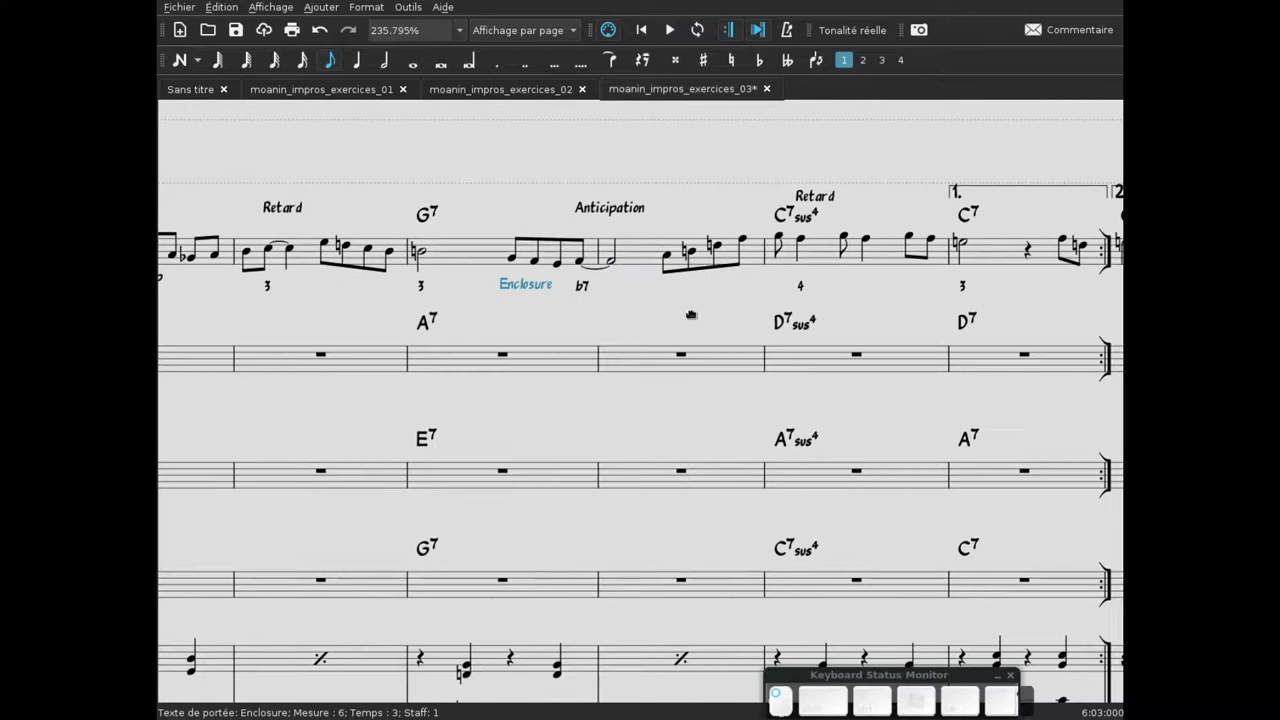 Fichier Édition Affichage Ajouter Format Outils Aide
235.795% Affichage par page Tonalité réelle Commentaire
1 2 3 4
Sans titre moanin_impros_exercices_01 moanin_impros_exercices_02 moanin_impros_exercices_03*
Retard G7 Anticipation Retard C7sus4 1. C7 2
3 3 Enclosure b7 4 3
A7 D7sus4 D7
E7 A7sus4 A7
G7 C7sus4 C7
Keyboard Status Monitor
Texte de portée: Enclosure; Mesure : 6; Temps : 3; Staff: 1 6:03:000